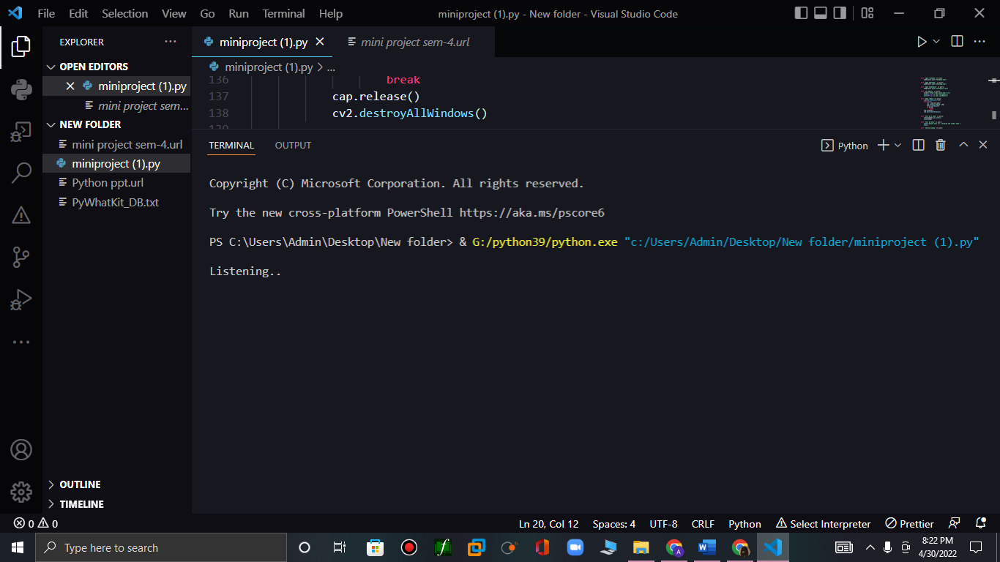 File Edit Selection View Go Run Terminal Help miniproject (1).py - New folder - Visual Studio Code
EXPLORER
miniproject (1).py
mini project sem-4.url
OPEN EDITORS
miniproject (1).py
mini project sem...
NEW FOLDER
mini project sem-4.url
miniproject (1).py
Python ppt.url
PyWhatKit_DB.txt
OUTLINE
TIMELINE
miniproject (1).py > ...
136 break
137 cap.release()
138 cv2.destroyAllWindows()
139
TERMINAL OUTPUT Python
Copyright (C) Microsoft Corporation. All rights reserved.
Try the new cross-platform PowerShell https://aka.ms/pscore6
PS C:\Users\Admin\Desktop\New folder> & G:/python39/python.exe "c:/Users/Admin/Desktop/New folder/miniproject (1).py"
Listening..
0 0 Ln 20, Col 12 Spaces: 4 UTF-8 CRLF Python Select Interpreter Prettier
Type here to search
8:22 PM
4/30/2022